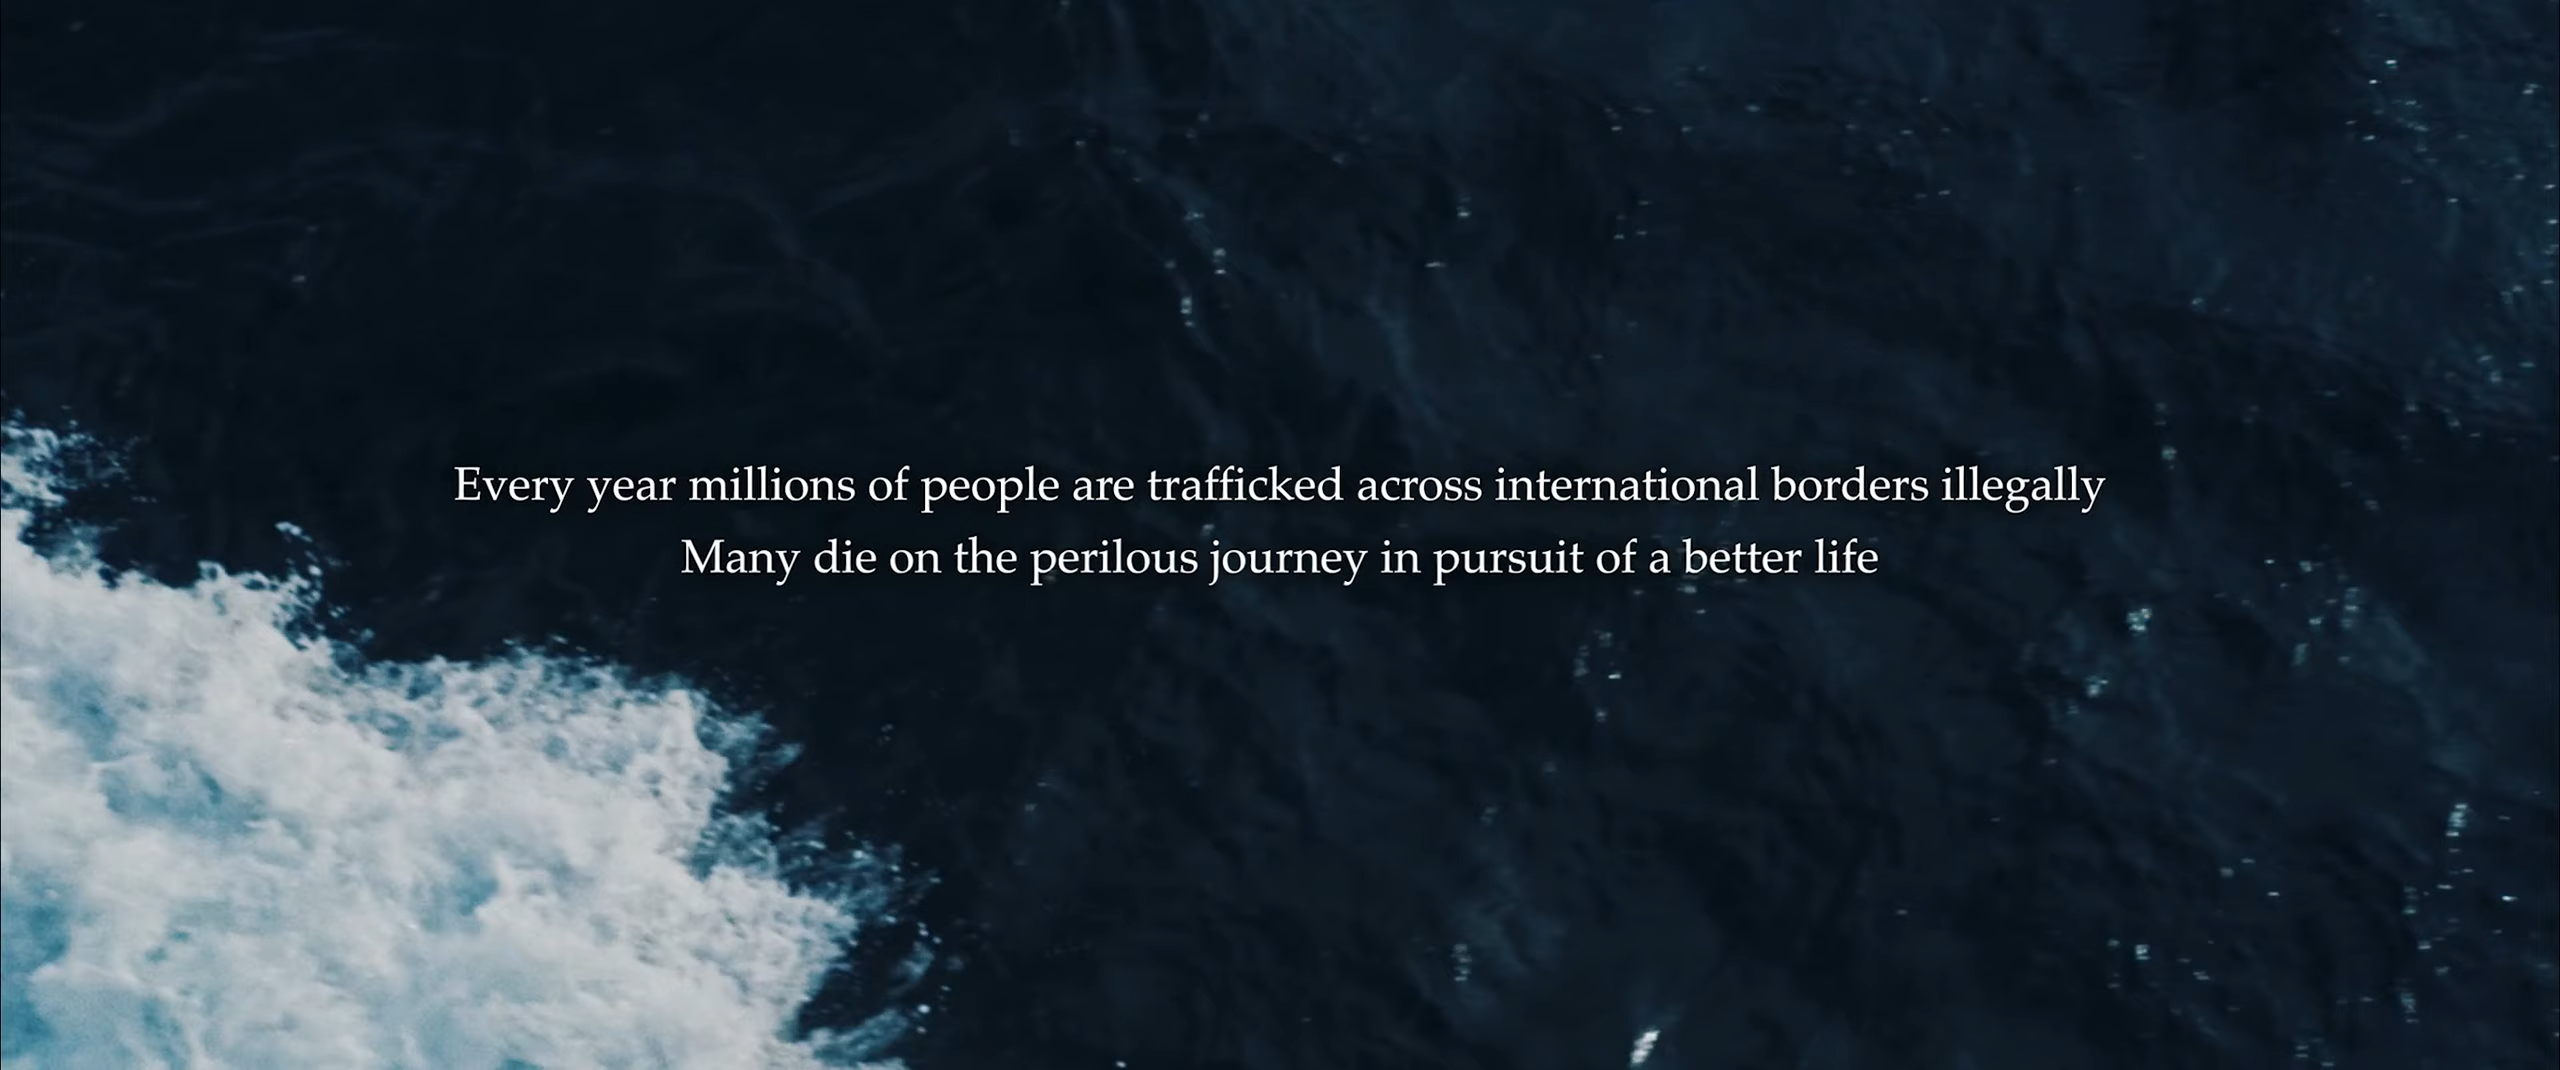 Every year millions of people are trafficked across international borders illegally
Many die on the perilous journey in pursuit of a better life